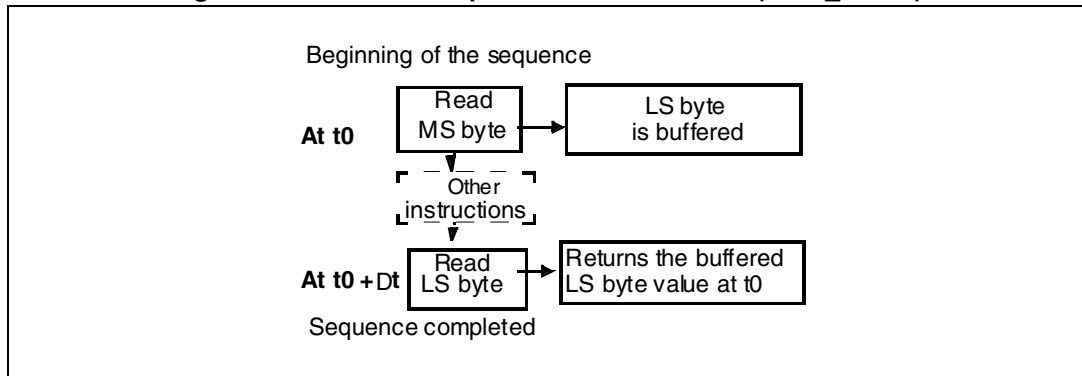 Beginning of the sequence
At t0
Read
MS byte
LS byte
is buffered
Other
instructions
At t0 +Dt
Read
LS byte
Returns the buffered
LS byte value at t0
Sequence completed